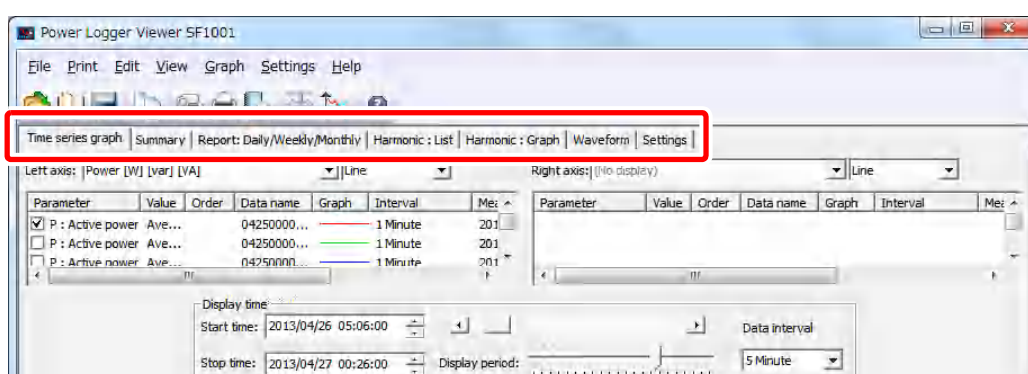 Power Logger Viewer SF1001
File Print Edit View Graph Settings Help
Time series graph Summary Report: Daily/Weekly/Monthly Harmonic : List Harmonic : Graph Waveform Settings
Left axis: Power [W] [var] [VA] Line Right axis: (No display) Line
Parameter Value Order Data name Graph Interval Mea Parameter Value Order Data name Graph Interval Mea
P : Active power Ave... 04250000... 1 Minute 201
P : Active power Ave... 04250000... 1 Minute 201
P : Active power Ave... 04250000... 1 Minute 201
Display time
Start time: 2013/04/26 05:06:00 Data interval
Stop time: 2013/04/27 00:26:00 Display period: 5 Minute